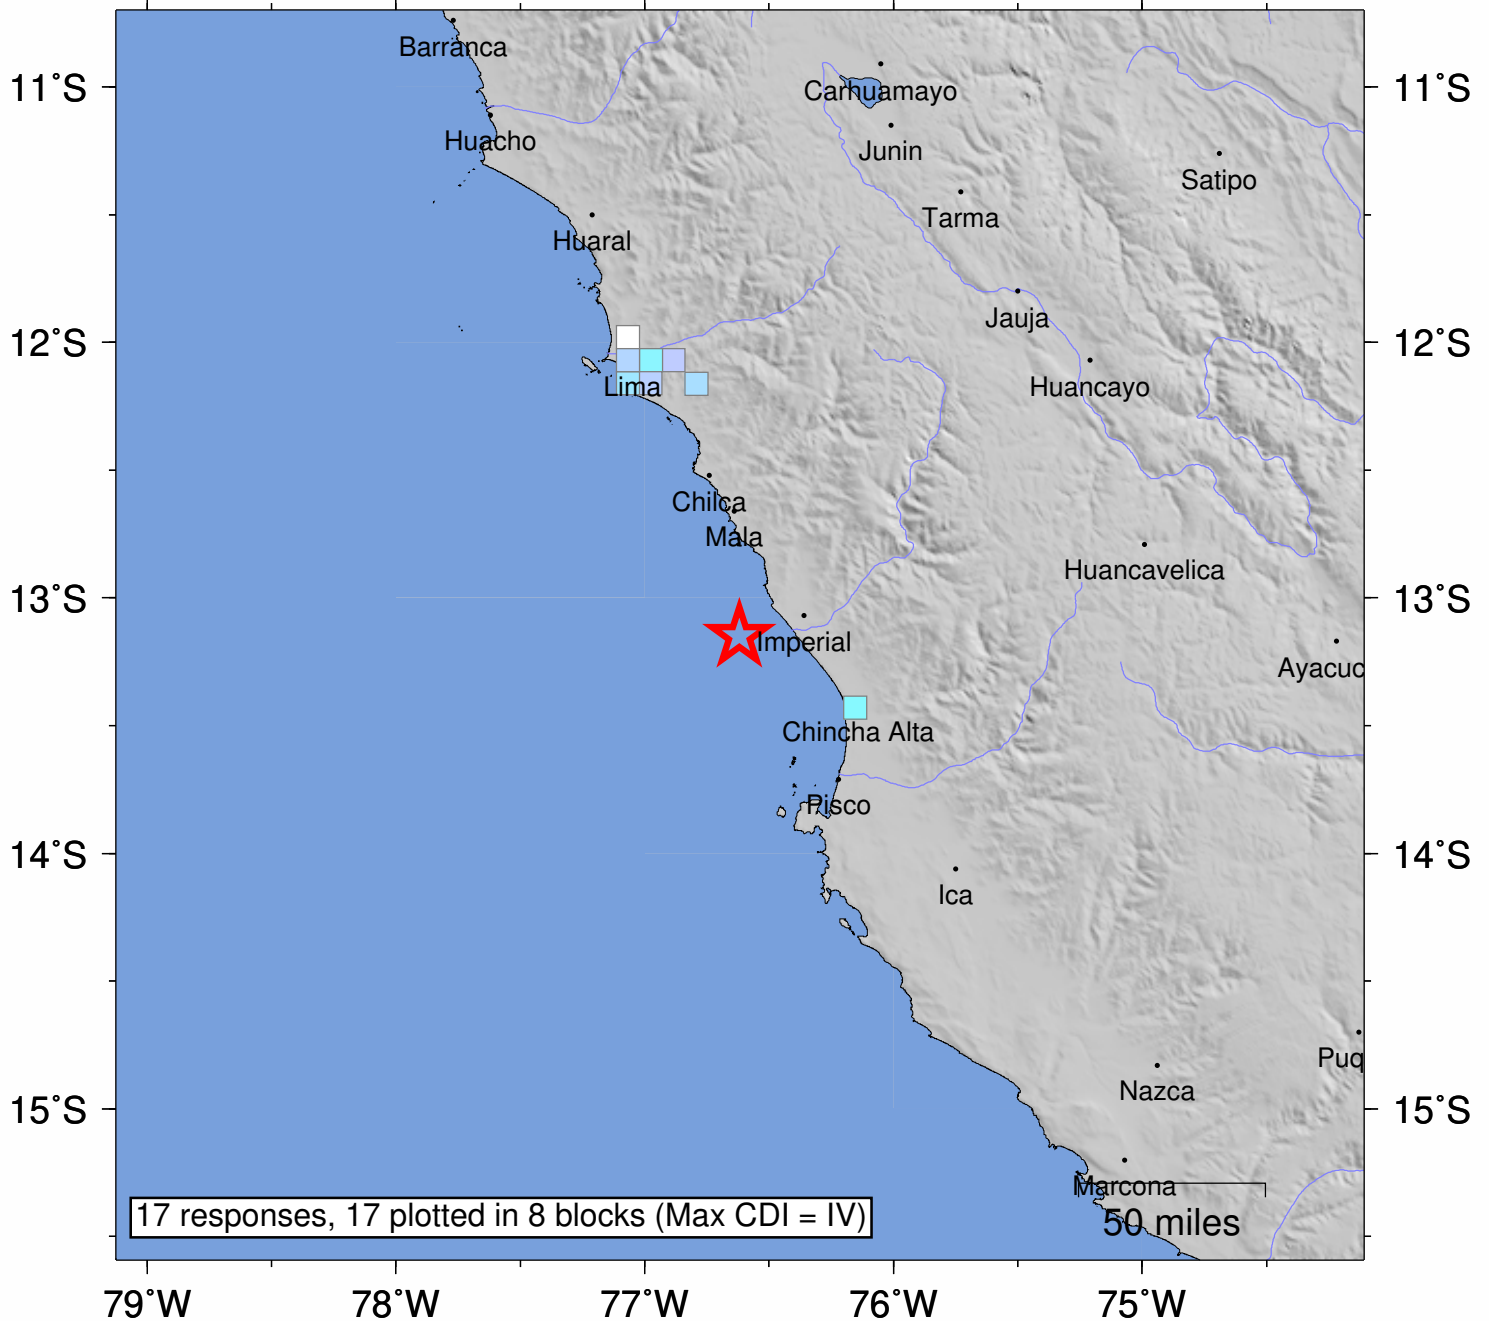 Barranca
11°S
11°S
Carhuamayo
Huacho
Junin
Satipo
Tarma
Huaral
Jauja
12°S
12°S
Lima
Huancayo
Chilca
Mala
Huancavelica
13°S
13°S
Imperial
Ayacuc
Chincha Alta
Pisco
14°S
14°S
Ica
Puq
Nazca
15°S
15°S
Marcona
17 responses, 17 plotted in 8 blocks (Max CDI = IV)
50 miles
79°W
78°W
77°W
76°W
75°W